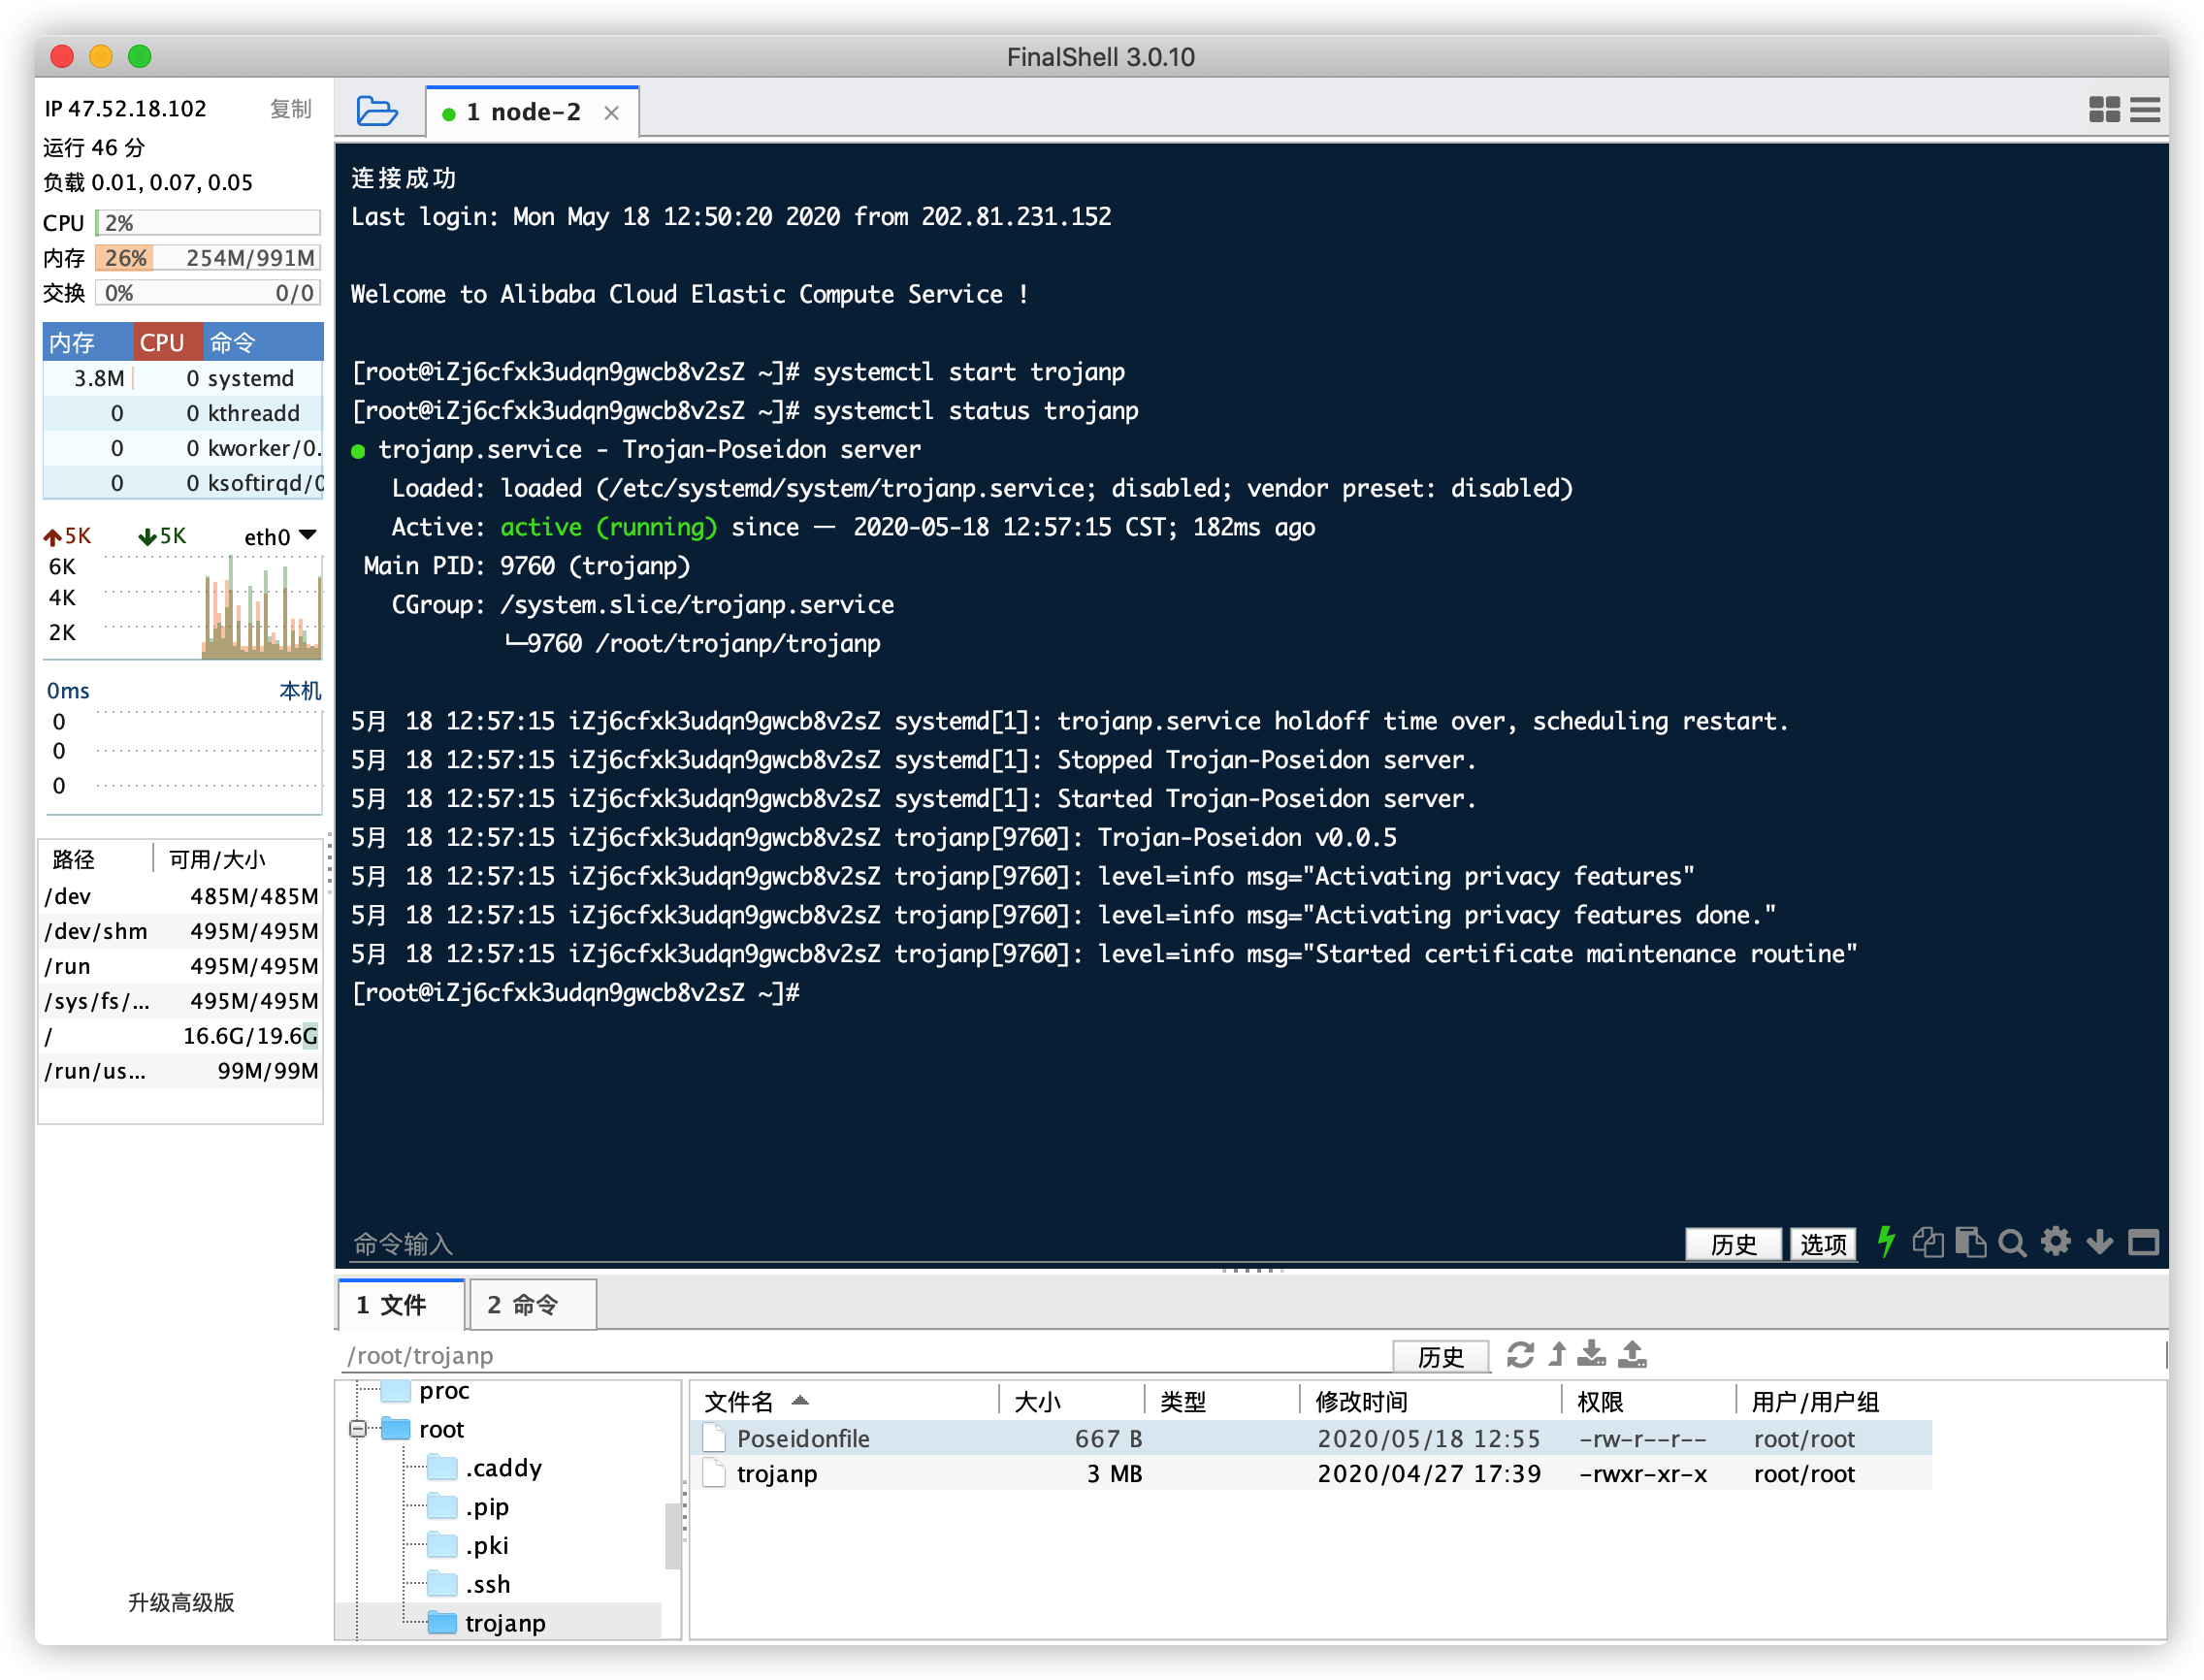 FinalShell 3.0.10
IP 47.52.18.102 复制
运行 46 分
负载 0.01, 0.07, 0.05
CPU 2%
内存 26% 254M/991M
交换 0% 0/0
内存 CPU 命令
3.8M 0 systemd
0 0 kthreadd
0 0 kworker/0.
0 0 ksoftirqd/0
5K 5K eth0
6K
4K
2K
0ms 本机
0
0
0
路径 可用/大小
/dev 485M/485M
/dev/shm 495M/495M
/run 495M/495M
/sys/fs/... 495M/495M
/ 16.6G/19.6G
/run/us... 99M/99M
升级高级版
1 node-2
连接成功
Last login: Mon May 18 12:50:20 2020 from 202.81.231.152
Welcome to Alibaba Cloud Elastic Compute Service !
[root@iZj6cfxk3udqn9gwcb8v2sZ ~]# systemctl start trojanp
[root@iZj6cfxk3udqn9gwcb8v2sZ ~]# systemctl status trojanp
● trojanp.service - Trojan-Poseidon server
Loaded: loaded (/etc/systemd/system/trojanp.service; disabled; vendor preset: disabled)
Active: active (running) since 一 2020-05-18 12:57:15 CST; 182ms ago
Main PID: 9760 (trojanp)
CGroup: /system.slice/trojanp.service
└─9760 /root/trojanp/trojanp
5月 18 12:57:15 iZj6cfxk3udqn9gwcb8v2sZ systemd[1]: trojanp.service holdoff time over, scheduling restart.
5月 18 12:57:15 iZj6cfxk3udqn9gwcb8v2sZ systemd[1]: Stopped Trojan-Poseidon server.
5月 18 12:57:15 iZj6cfxk3udqn9gwcb8v2sZ systemd[1]: Started Trojan-Poseidon server.
5月 18 12:57:15 iZj6cfxk3udqn9gwcb8v2sZ trojanp[9760]: Trojan-Poseidon v0.0.5
5月 18 12:57:15 iZj6cfxk3udqn9gwcb8v2sZ trojanp[9760]: level=info msg="Activating privacy features"
5月 18 12:57:15 iZj6cfxk3udqn9gwcb8v2sZ trojanp[9760]: level=info msg="Activating privacy features done."
5月 18 12:57:15 iZj6cfxk3udqn9gwcb8v2sZ trojanp[9760]: level=info msg="Started certificate maintenance routine"
[root@iZj6cfxk3udqn9gwcb8v2sZ ~]#
命令输入 历史 选项
1 文件 2 命令
/root/trojanp 历史
proc
root
.caddy
.pip
.pki
.ssh
trojanp
文件名 大小 类型 修改时间 权限 用户/用户组
Poseidonfile 667 B 2020/05/18 12:55 -rw-r--r-- root/root
trojanp 3 MB 2020/04/27 17:39 -rwxr-xr-x root/root